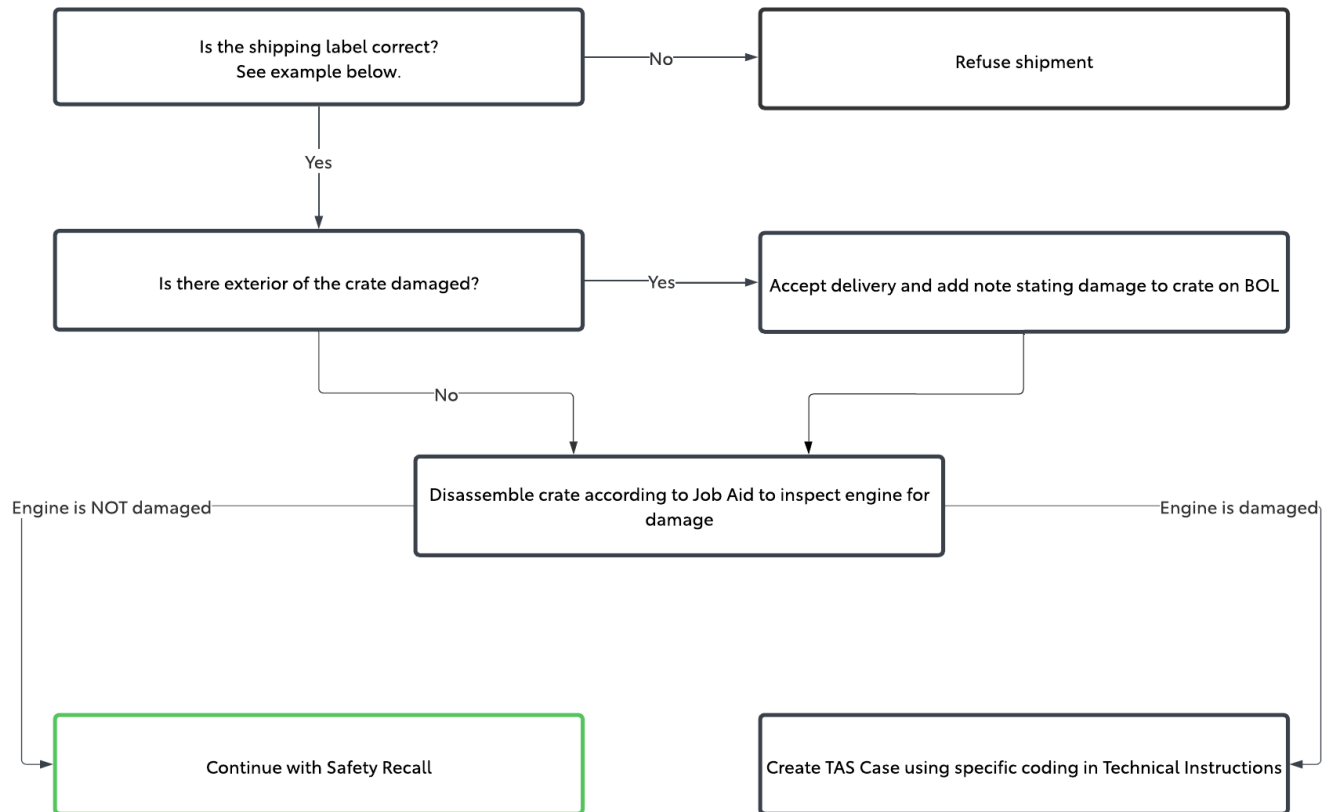 Is the shipping label correct?
See example below.
No
Refuse shipment
Yes
Is there exterior of the crate damaged?
Yes
Accept delivery and add note stating damage to crate on BOL
No
Disassemble crate according to Job Aid to inspect engine for
damage
Engine is NOT damaged
Engine is damaged
Continue with Safety Recall
Create TAS Case using specific coding in Technical Instructions